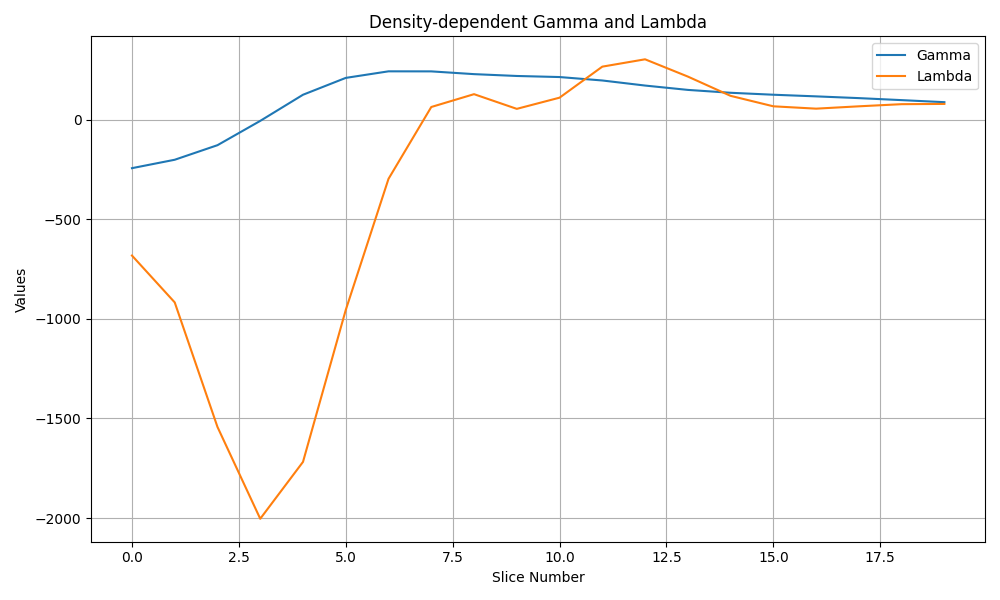 Density-dependent Gamma and Lambda
Gamma
Lambda
Values
0
−500
−1000
−1500
−2000
0.0
2.5
5.0
7.5
10.0
12.5
15.0
17.5
Slice Number